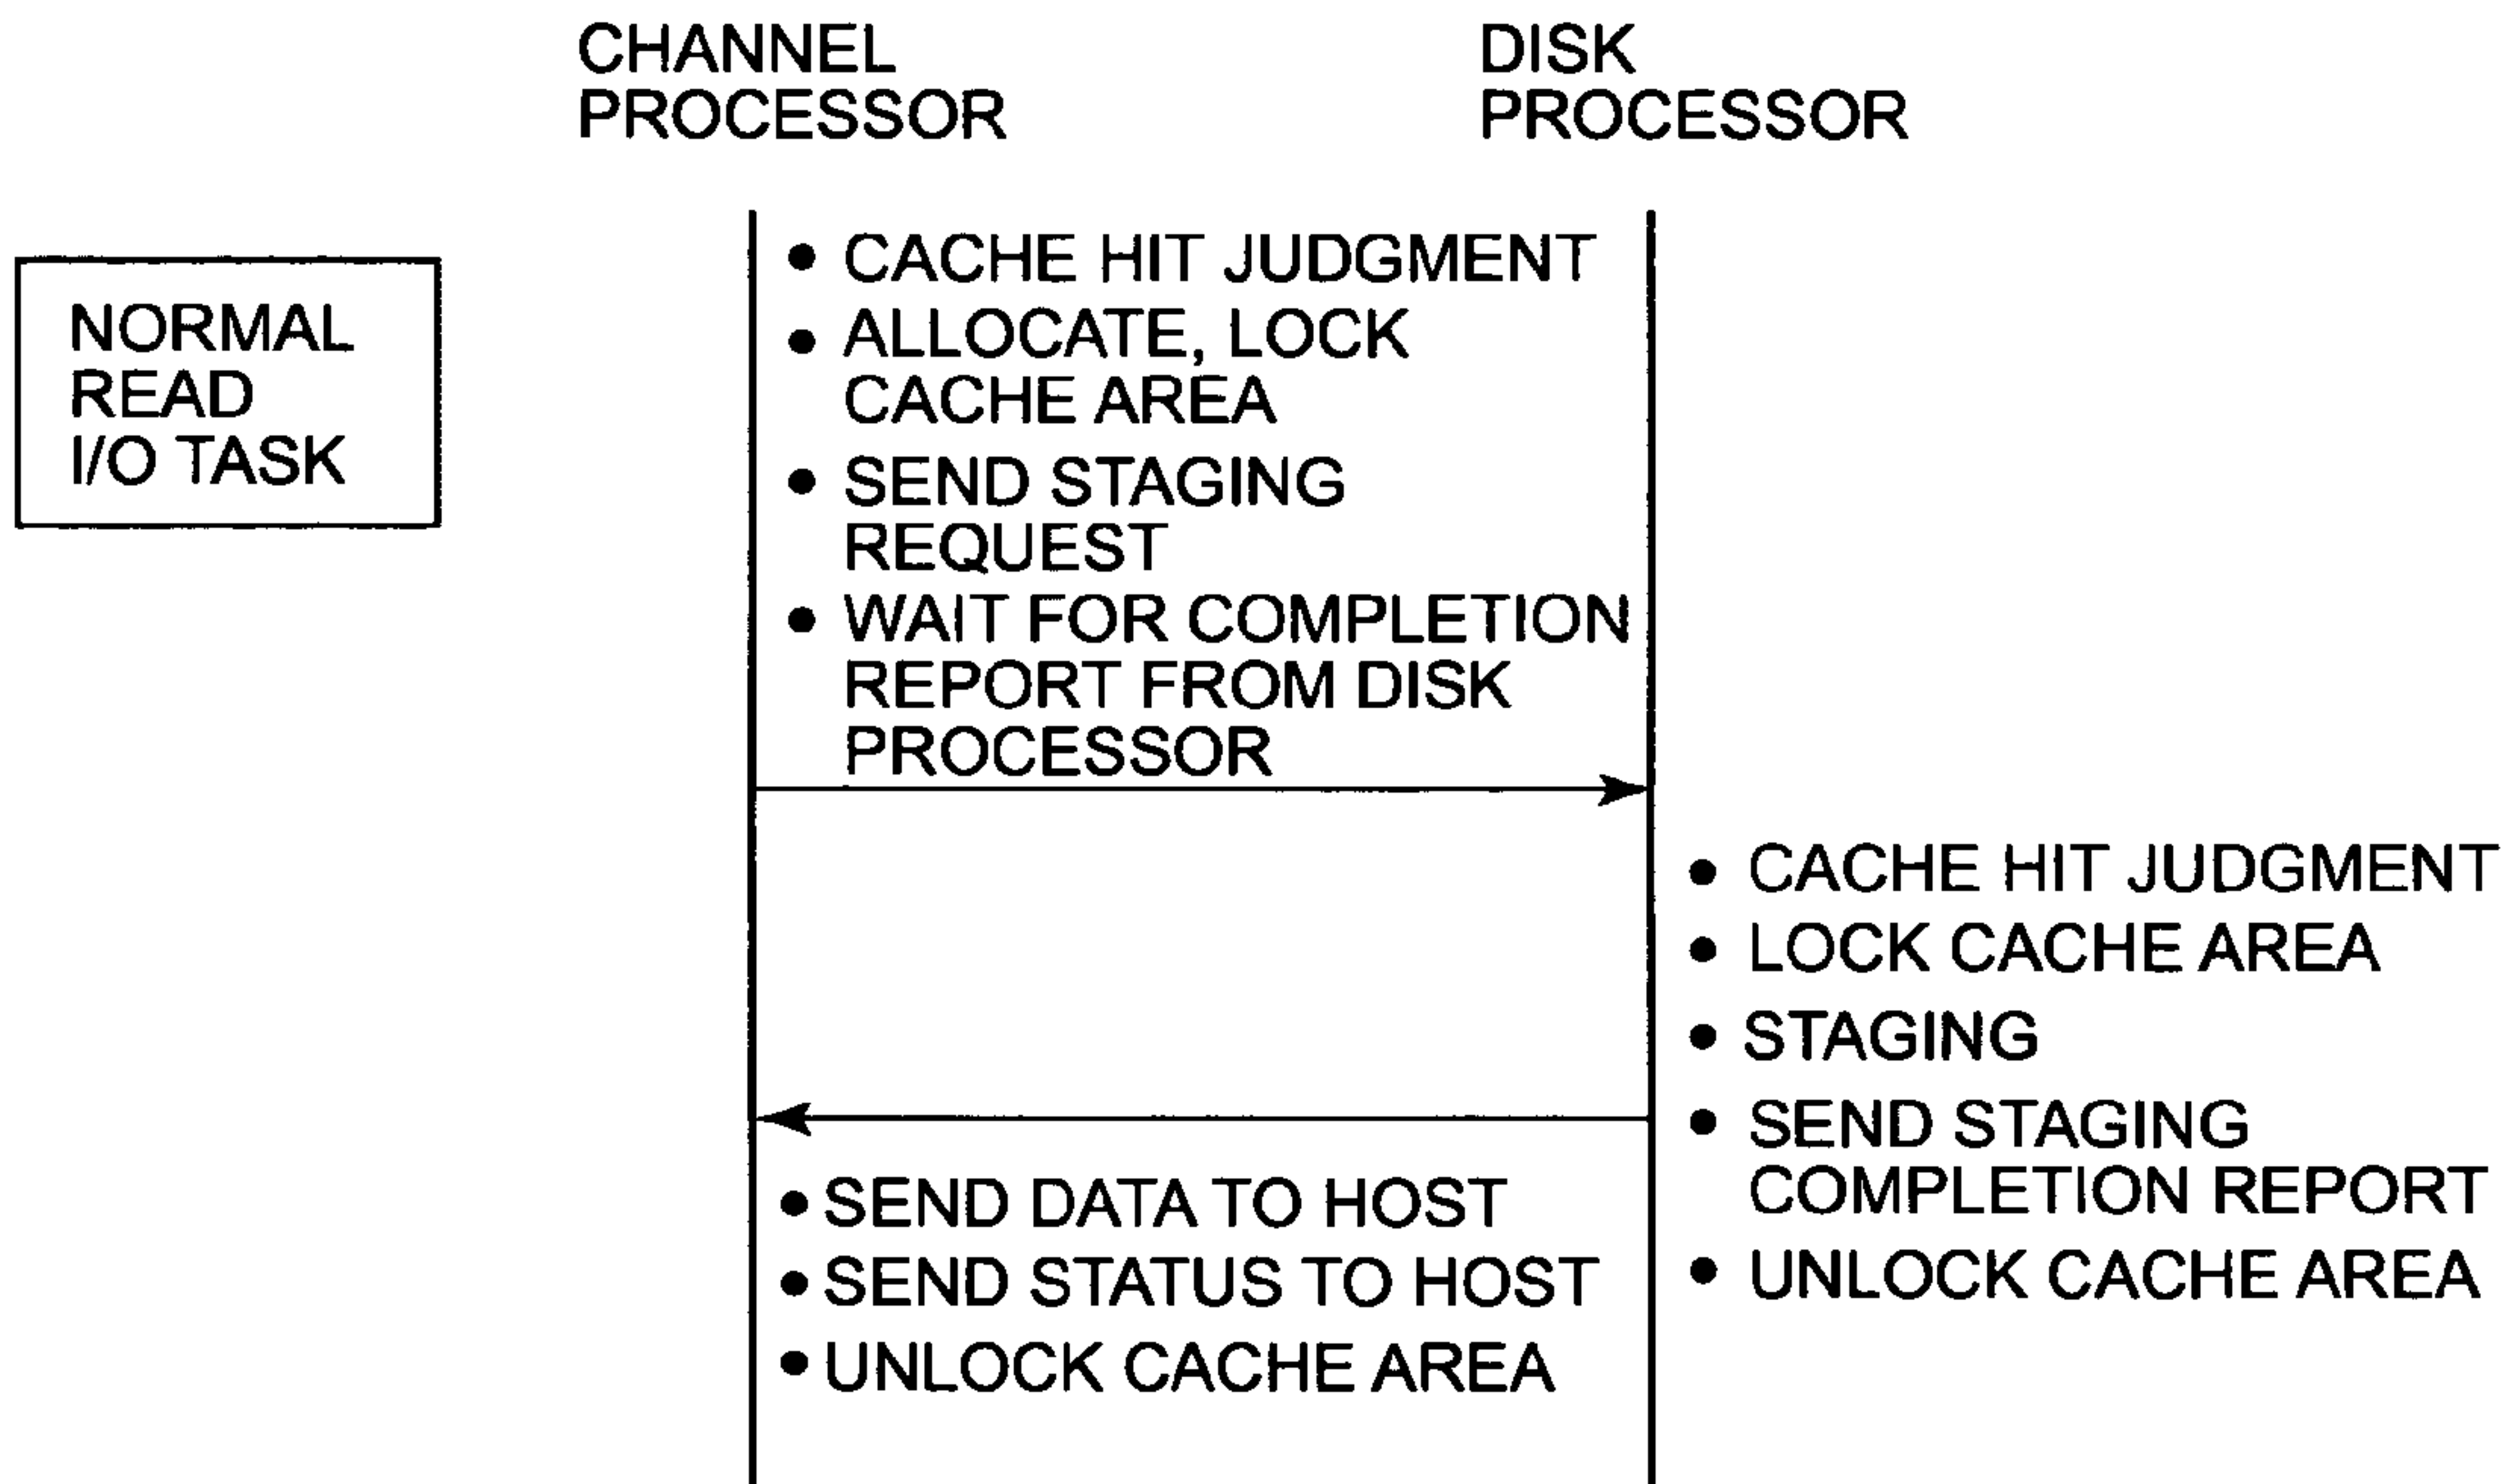 CHANNEL
PROCESSOR
DISK
PROCESSOR
NORMAL
READ
I/O TASK
• CACHE HIT JUDGMENT
• ALLOCATE, LOCK
CACHE AREA
• SEND STAGING
REQUEST
• WAIT FOR COMPLETION
REPORT FROM DISK
PROCESSOR
• CACHE HIT JUDGMENT
• LOCK CACHE AREA
• STAGING
• SEND STAGING
COMPLETION REPORT
• UNLOCK CACHE AREA
• SEND DATA TO HOST
• SEND STATUS TO HOST
• UNLOCK CACHE AREA